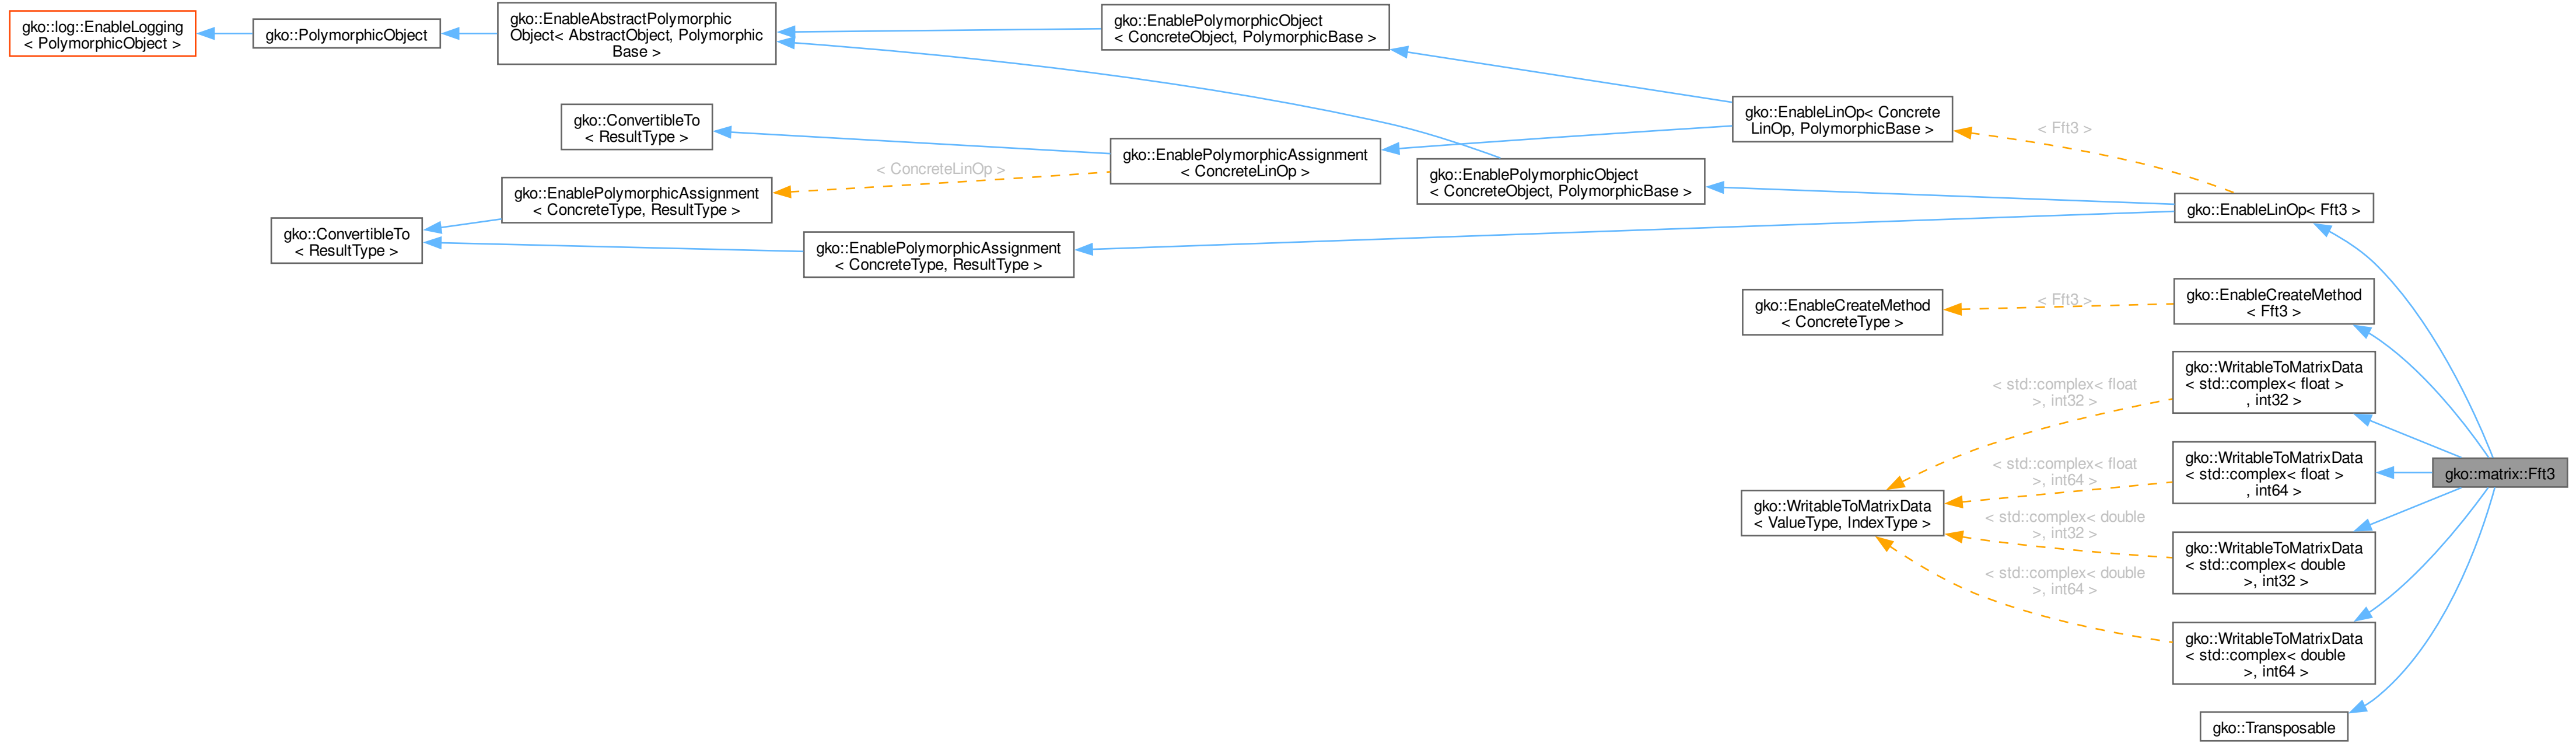 gko::log::EnableLogging
< PolymorphicObject >
gko::PolymorphicObject
gko::EnableAbstractPolymorphic
Object< AbstractObject, Polymorphic
Base >
gko::EnablePolymorphicObject
< ConcreteObject, PolymorphicBase >
gko::ConvertibleTo
< ResultType >
gko::EnableLinOp< Concrete
LinOp, PolymorphicBase >
< Fft3 >
gko::EnablePolymorphicAssignment
< ConcreteLinOp >
< ConcreteLinOp >
gko::EnablePolymorphicObject
< ConcreteObject, PolymorphicBase >
gko::EnablePolymorphicAssignment
< ConcreteType, ResultType >
gko::EnableLinOp< Fft3 >
gko::ConvertibleTo
< ResultType >
gko::EnablePolymorphicAssignment
< ConcreteType, ResultType >
gko::EnableCreateMethod
< ConcreteType >
< Fft3 >
gko::EnableCreateMethod
< Fft3 >
gko::WritableToMatrixData
< std::complex< float >
, int32 >
< std::complex< float
>, int32 >
gko::WritableToMatrixData
< std::complex< float >
, int64 >
< std::complex< float
>, int64 >
gko::matrix::Fft3
gko::WritableToMatrixData
< ValueType, IndexType >
< std::complex< double
>, int32 >
gko::WritableToMatrixData
< std::complex< double
>, int32 >
< std::complex< double
>, int64 >
gko::WritableToMatrixData
< std::complex< double
>, int64 >
gko::Transposable